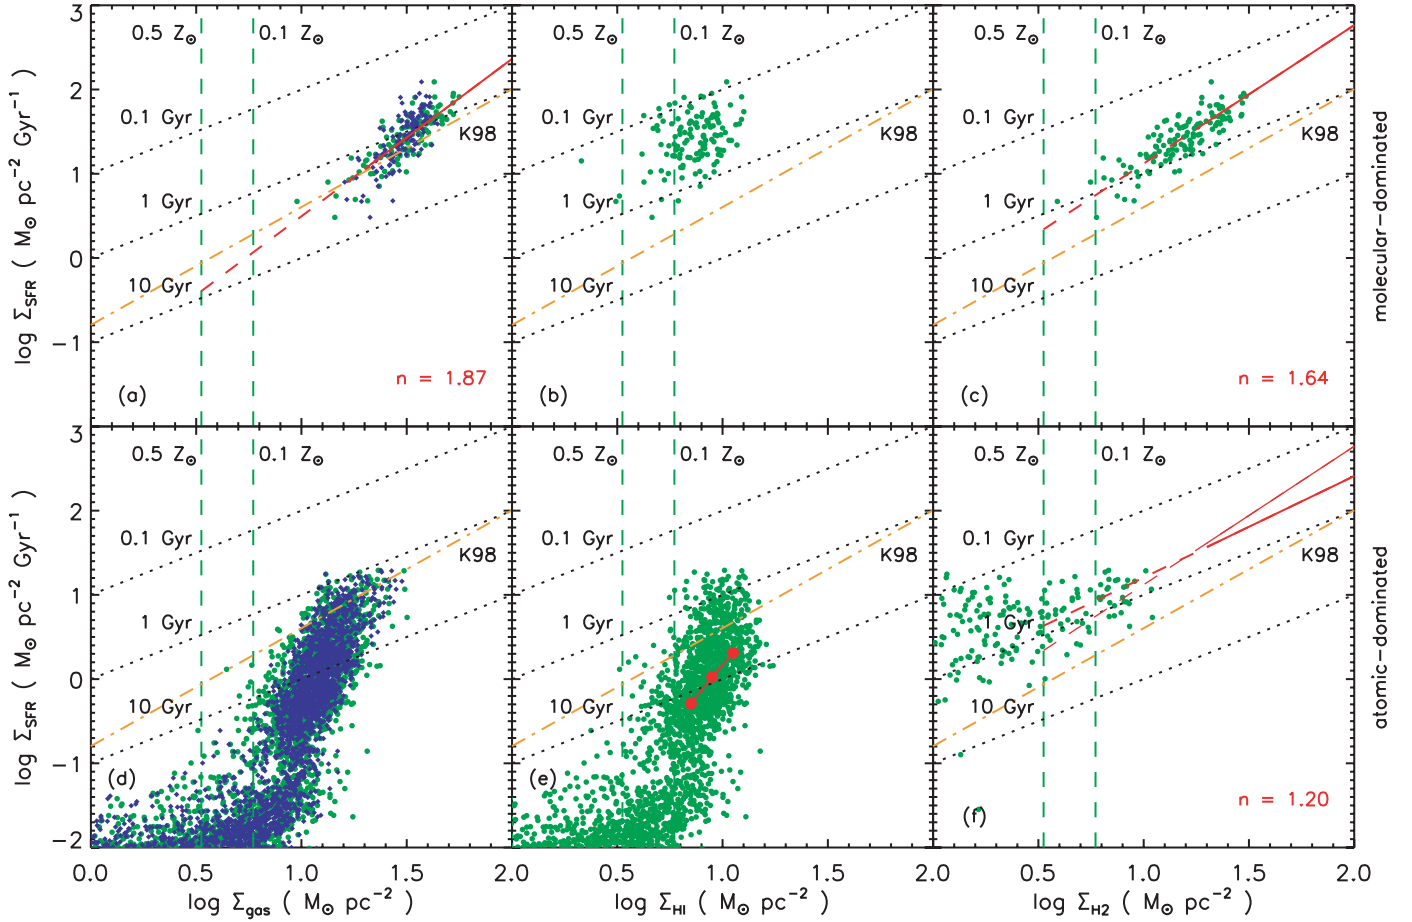 3
0.5 Z⊙
0.1 Z⊙
0.5 Z⊙
0.1 Z⊙
0.5 Z⊙
0.1 Z⊙
2
0.1 Gyr
K98
0.1 Gyr
K98
0.1 Gyr
K98
1
1 Gyr
1 Gyr
1 Gyr
0
10 Gyr
10 Gyr
10 Gyr
−1
(a)
n = 1.87
(b)
(c)
n = 1.64
log Σ_SFR ( M⊙ pc⁻² Gyr⁻¹ )
molecular−dominated
3
0.5 Z⊙
0.1 Z⊙
0.5 Z⊙
0.1 Z⊙
0.5 Z⊙
0.1 Z⊙
2
0.1 Gyr
K98
0.1 Gyr
K98
0.1 Gyr
K98
1
1 Gyr
1 Gyr
1 Gyr
0
10 Gyr
10 Gyr
10 Gyr
−1
(d)
(e)
(f)
n = 1.20
−2
log Σ_SFR ( M⊙ pc⁻² Gyr⁻¹ )
atomic−dominated
0.0 0.5 1.0 1.5 2.0 0.5 1.0 1.5 2.0 0.5 1.0 1.5 2.0
log Σ_gas ( M⊙ pc⁻² )
log Σ_HI ( M⊙ pc⁻² )
log Σ_H2 ( M⊙ pc⁻² )